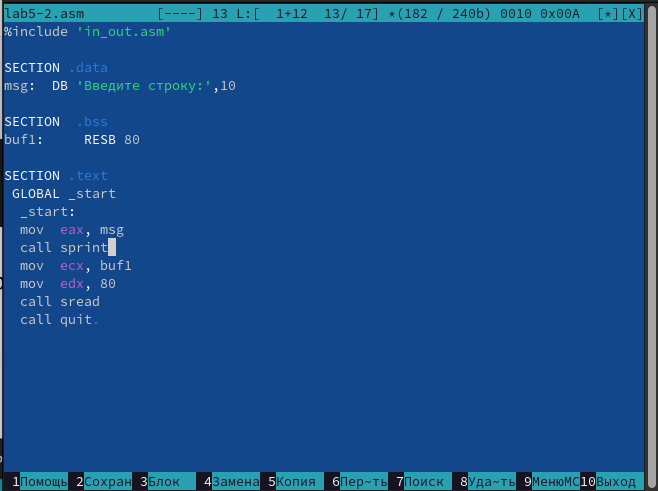 lab5-2.asm [----] 13 L:[ 1+12 13/ 17] *(182 / 240b) 0010 0x00A [*][X]
%include 'in_out.asm'
SECTION .data
msg: DB 'Введите строку:',10
SECTION .bss
buf1: RESB 80
SECTION .text
GLOBAL _start
_start:
mov eax, msg
call sprint
mov ecx, buf1
mov edx, 80
call sread
call quit.
1Помощь 2Сохран 3Блок 4Замена 5Копия 6Пер~ть 7Поиск 8Уда~ть 9МенюMC 10Выход